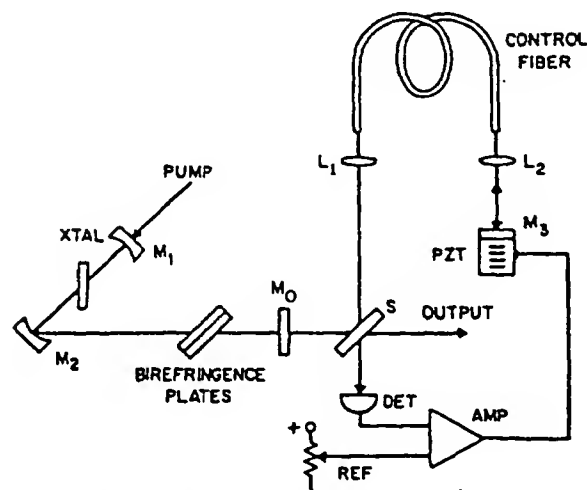 CONTROL
FIBER
L1
L2
PUMP
XTAL
M1
M3
PZT
M0
S
OUTPUT
M2
BIREFRINGENCE
PLATES
DET
AMP
+
REF